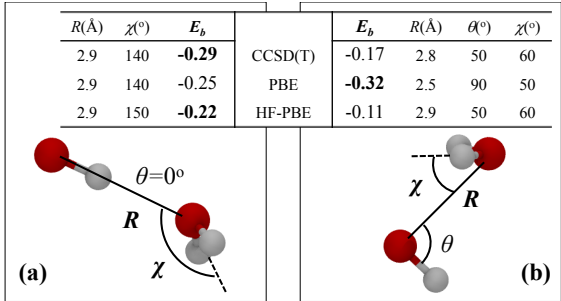 R(Å) χ(°) E_b E_b R(Å) θ(°) χ(°)
2.9 140 -0.29 CCSD(T) -0.17 2.8 50 60
2.9 140 -0.25 PBE -0.32 2.5 90 50
2.9 150 -0.22 HF-PBE -0.11 2.9 50 60
θ=0°
R
χ
(a)
χ
R
θ
(b)